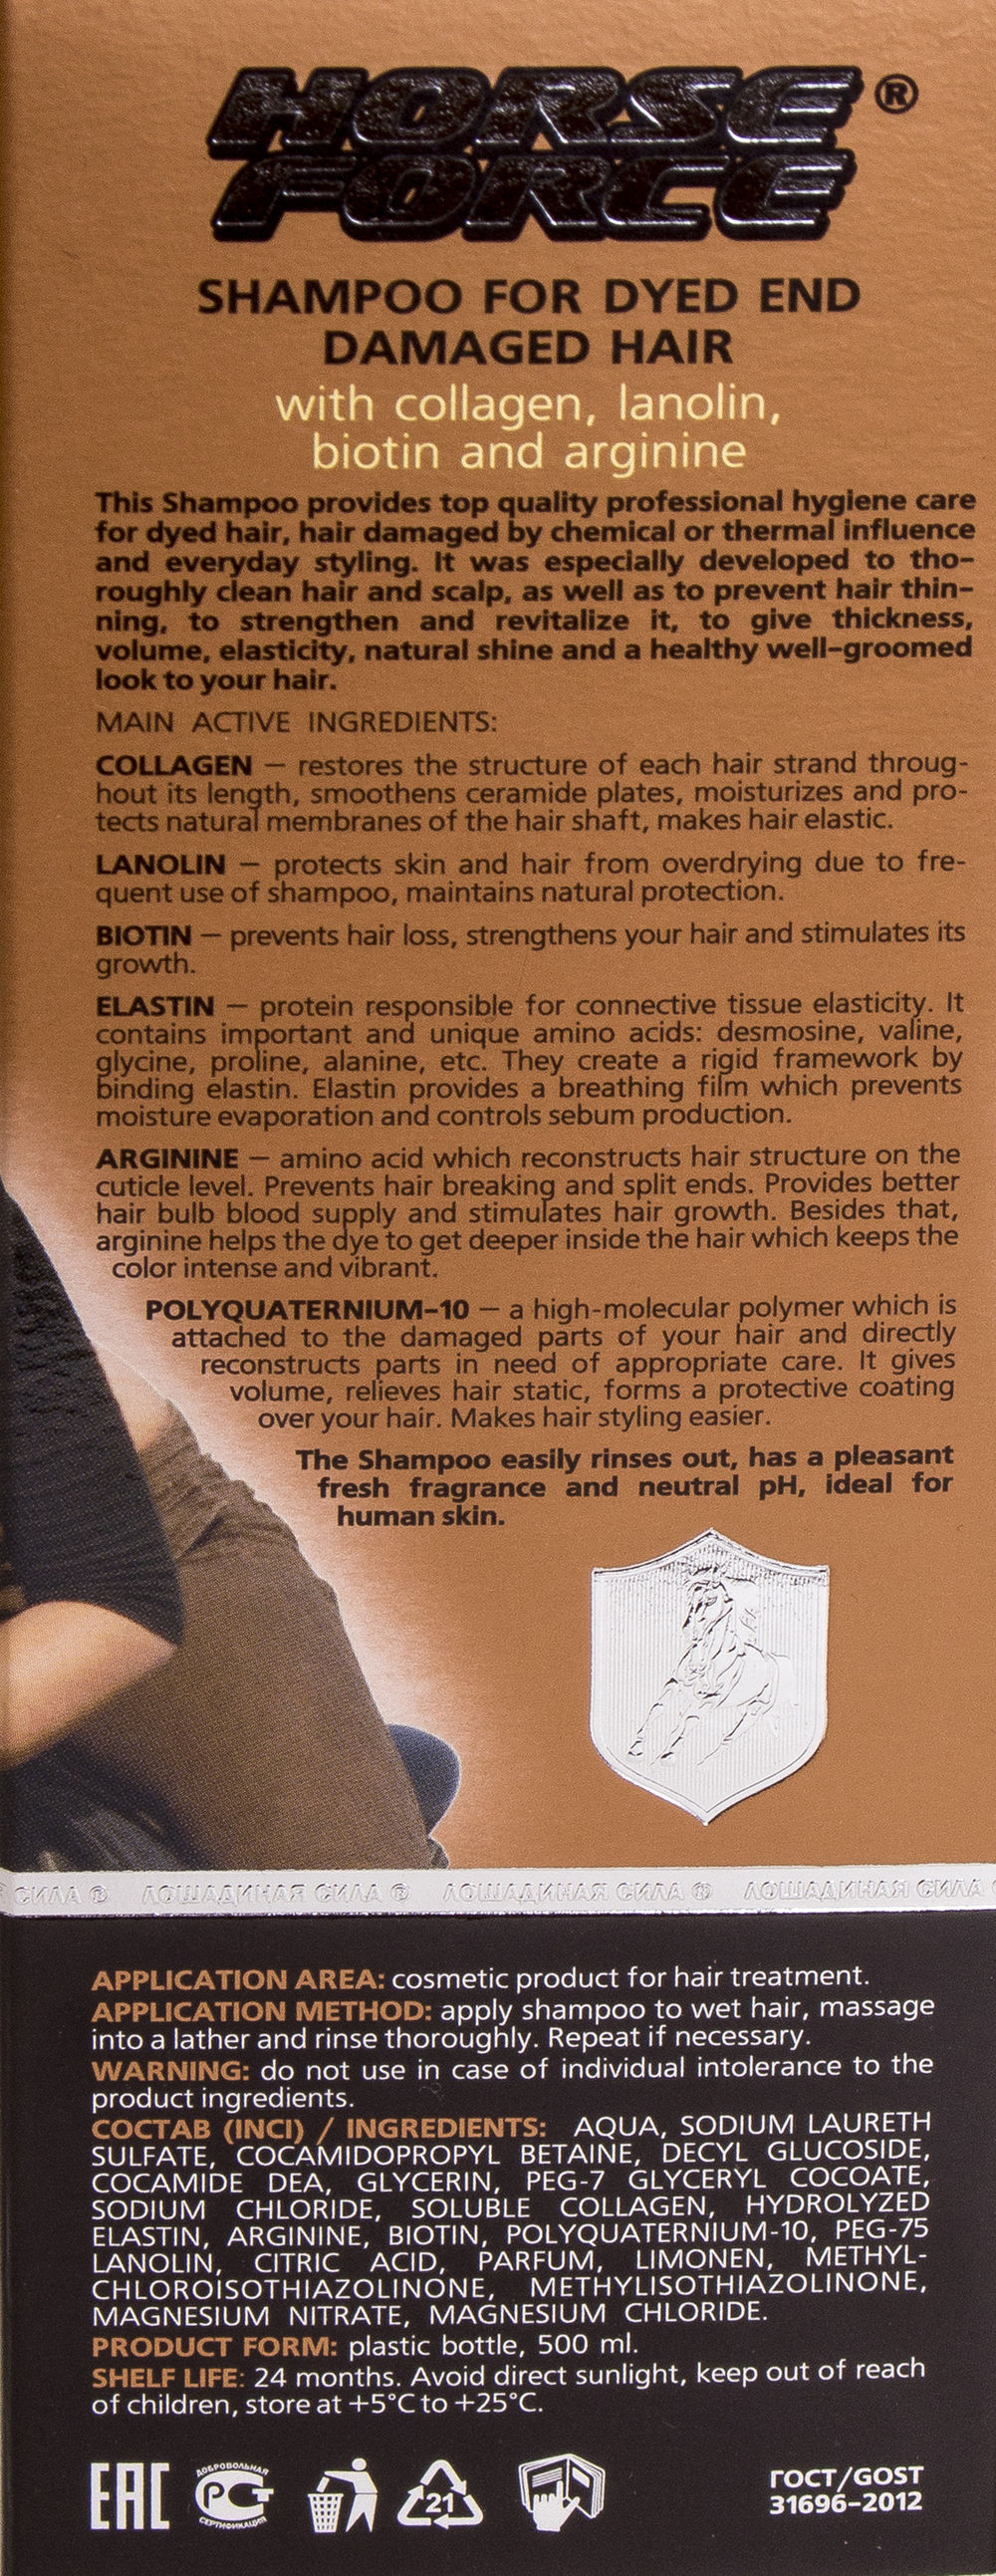 HORSE ®
FORCE
SHAMPOO FOR DYED END
DAMAGED HAIR
with collagen, lanolin,
biotin and arginine
This Shampoo provides top quality professional hygiene care
for dyed hair, hair damaged by chemical or thermal influence
and everyday styling. It was especially developed to tho-
roughly clean hair and scalp, as well as to prevent hair thin-
ning, to strengthen and revitalize it, to give thickness,
volume, elasticity, natural shine and a healthy well-groomed
look to your hair.
MAIN ACTIVE INGREDIENTS:
COLLAGEN — restores the structure of each hair strand throug-
hout its length, smoothens ceramide plates, moisturizes and pro-
tects natural membranes of the hair shaft, makes hair elastic.
LANOLIN — protects skin and hair from overdrying due to fre-
quent use of shampoo, maintains natural protection.
BIOTIN — prevents hair loss, strengthens your hair and stimulates its
growth.
ELASTIN — protein responsible for connective tissue elasticity. It
contains important and unique amino acids: desmosine, valine,
glycine, proline, alanine, etc. They create a rigid framework by
binding elastin. Elastin provides a breathing film which prevents
moisture evaporation and controls sebum production.
ARGININE — amino acid which reconstructs hair structure on the
cuticle level. Prevents hair breaking and split ends. Provides better
hair bulb blood supply and stimulates hair growth. Besides that,
arginine helps the dye to get deeper inside the hair which keeps the
color intense and vibrant.
POLYQUATERNIUM-10 — a high-molecular polymer which is
attached to the damaged parts of your hair and directly
reconstructs parts in need of appropriate care. It gives
volume, relieves hair static, forms a protective coating
over your hair. Makes hair styling easier.
The Shampoo easily rinses out, has a pleasant
fresh fragrance and neutral pH, ideal for
human skin.
СИЛА ® ЛОШАДИНАЯ СИЛА ® ЛОШАДИНАЯ СИЛА ® ЛОШАДИНАЯ СИЛА
APPLICATION AREA: cosmetic product for hair treatment.
APPLICATION METHOD: apply shampoo to wet hair, massage
into a lather and rinse thoroughly. Repeat if necessary.
WARNING: do not use in case of individual intolerance to the
product ingredients.
СОСТАВ (INCI) / INGREDIENTS: AQUA, SODIUM LAURETH
SULFATE, COCAMIDOPROPYL BETAINE, DECYL GLUCOSIDE,
COCAMIDE DEA, GLYCERIN, PEG-7 GLYCERYL COCOATE,
SODIUM CHLORIDE, SOLUBLE COLLAGEN, HYDROLYZED
ELASTIN, ARGININE, BIOTIN, POLYQUATERNIUM-10, PEG-75
LANOLIN, CITRIC ACID, PARFUM, LIMONEN, METHYL-
CHLOROISOTHIAZOLINONE, METHYLISOTHIAZOLINONE,
MAGNESIUM NITRATE, MAGNESIUM CHLORIDE.
PRODUCT FORM: plastic bottle, 500 ml.
SHELF LIFE: 24 months. Avoid direct sunlight, keep out of reach
of children, store at +5°C to +25°C.
EAC
ДОБРОВОЛЬНАЯ
РСТ
СЕРТИФИКАЦИЯ
21
ГОСТ/GOST
31696-2012